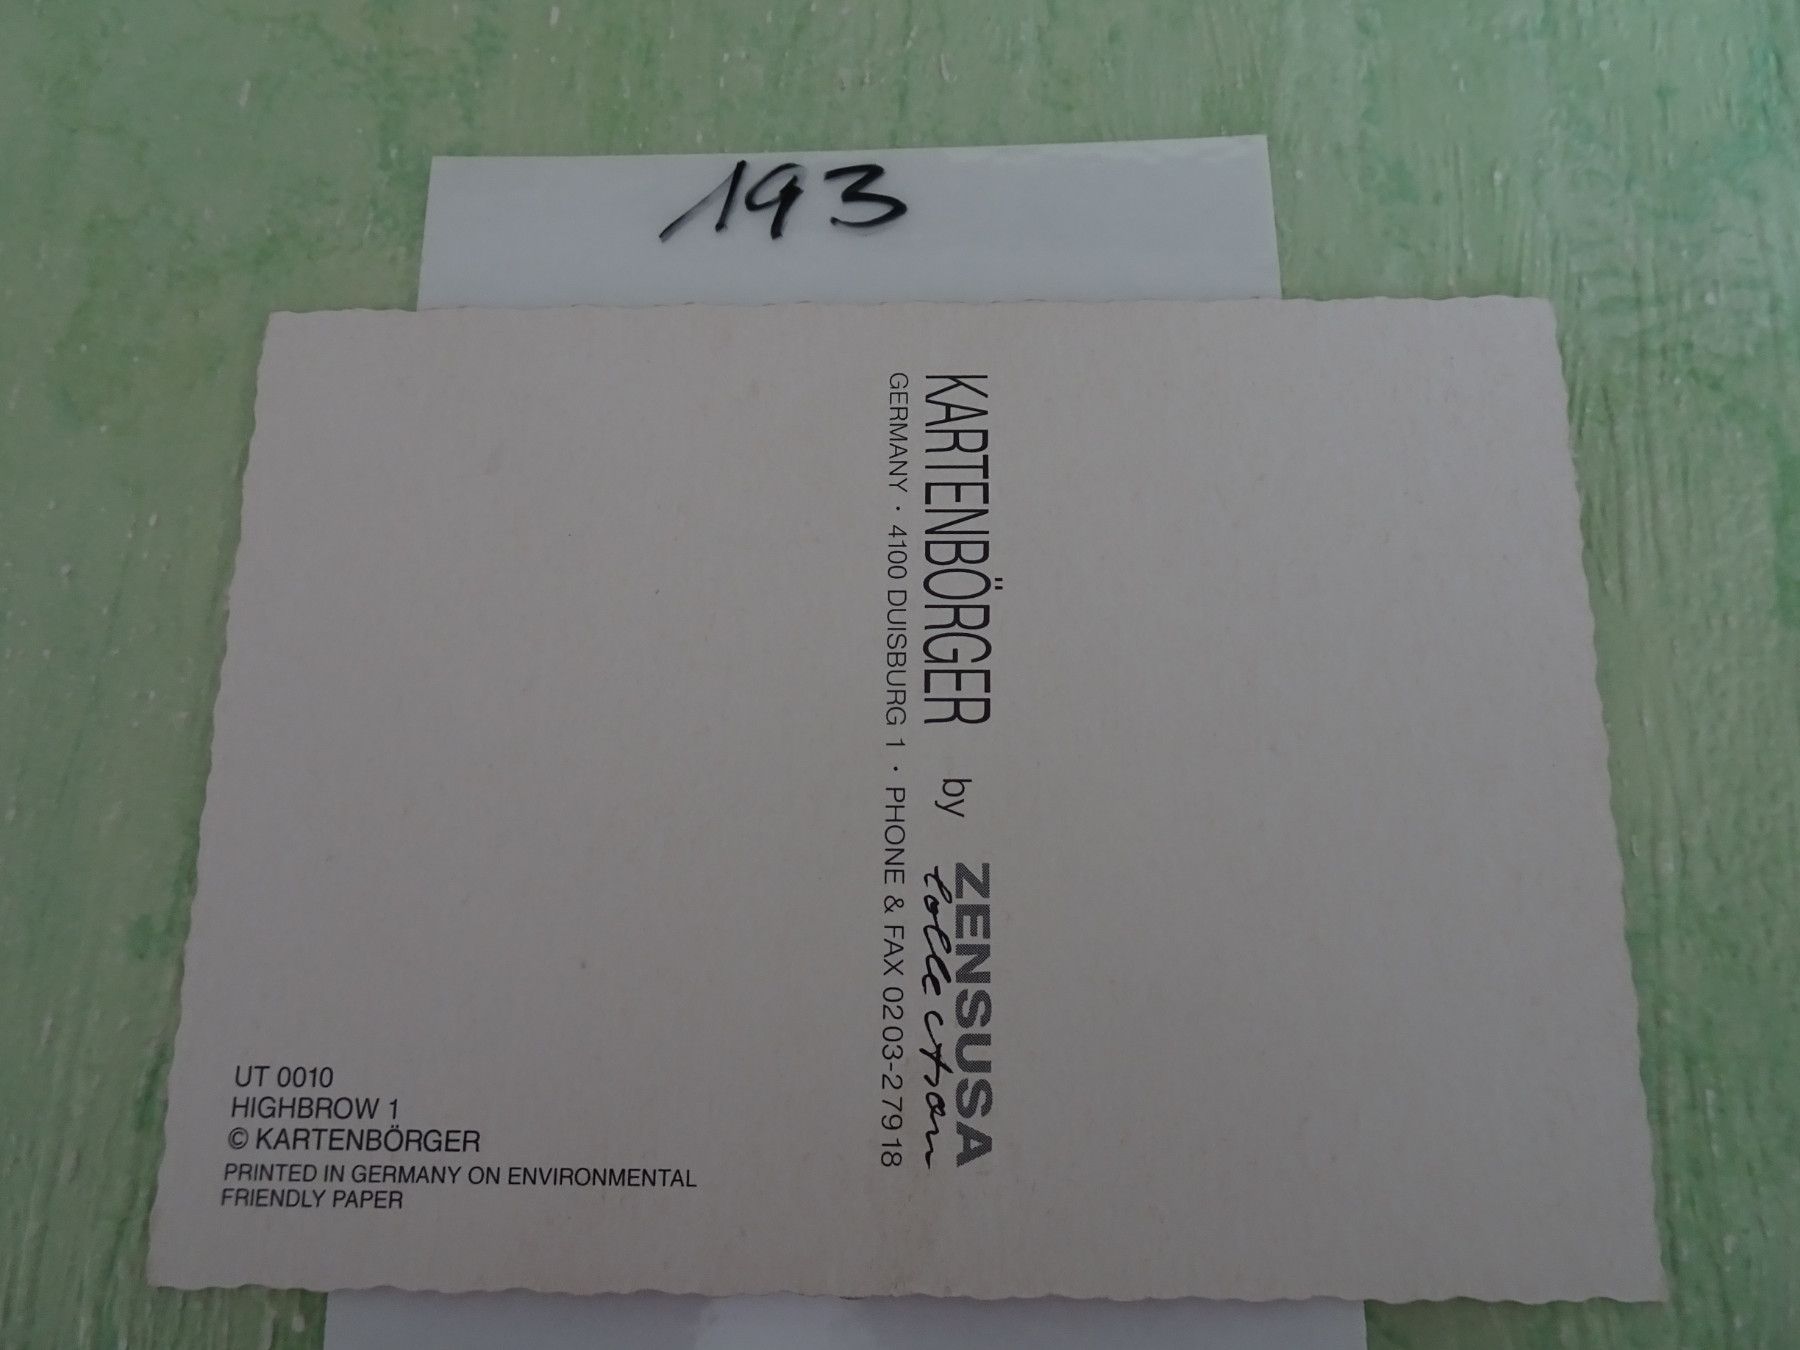 193
KARTENBÖRGER by ZENSUSA
collection
GERMANY · 4100 DUISBURG 1 · PHONE & FAX 0203-27918
UT 0010
HIGHBROW 1
© KARTENBÖRGER
PRINTED IN GERMANY ON ENVIRONMENTAL
FRIENDLY PAPER